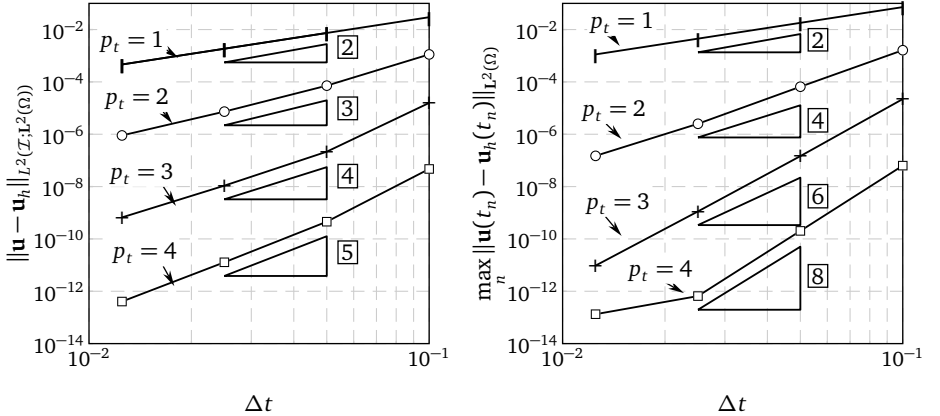 ‖u − u_h‖_{L²(ℐ;L²(Ω))}
10⁻²
10⁻⁴
10⁻⁶
10⁻⁸
10⁻¹⁰
10⁻¹²
10⁻¹⁴
p_t = 1
p_t = 2
p_t = 3
p_t = 4
2
3
4
5
10⁻²
10⁻¹
Δt
max_n ‖u(t_n) − u_h(t_n)‖_{L²(Ω)}
10⁻²
10⁻⁴
10⁻⁶
10⁻⁸
10⁻¹⁰
10⁻¹²
10⁻¹⁴
p_t = 1
p_t = 2
p_t = 3
p_t = 4
2
4
6
8
10⁻²
10⁻¹
Δt